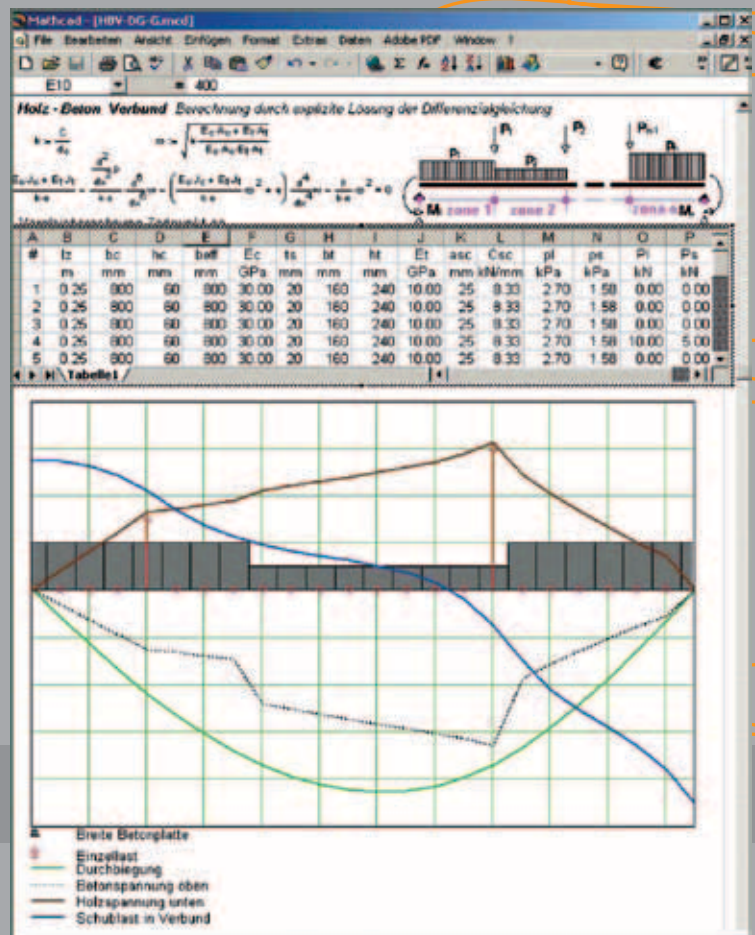 Mathcad - [HBV-DG-G.mcd]
File Bearbeiten Ansicht Einfügen Format Extras Daten Adobe PDF Window ?
E10 = 400
Holz - Beton Verbund Berechnung durch explizite Lösung der Differenzialgleichung
P₁ P₂ Pₙ₋₁
p₁ p₂
zone 1 zone 2
A B C D E F G H I J K L M N O P
# lz bc hc beff Ec ts bt ht Et asc Csc pl ps Pl Ps
m mm mm mm GPa mm mm mm GPa mm kN/mm kPa kPa kN kN
1 0.25 800 60 800 30.00 20 160 240 10.00 25 8.33 2.70 1.58 0.00 0.00
2 0.25 800 60 800 30.00 20 160 240 10.00 25 8.33 2.70 1.58 0.00 0.00
3 0.25 800 60 800 30.00 20 160 240 10.00 25 8.33 2.70 1.58 0.00 0.00
4 0.25 800 60 800 30.00 20 160 240 10.00 25 8.33 2.70 1.58 10.00 5.00
5 0.25 800 60 800 30.00 20 160 240 10.00 25 8.33 2.70 1.58 0.00 0.00
Tabelle1
Breite Betonplatte
Einzellast
Durchbiegung
Betonspannung oben
Holzspannung unten
Schublast in Verbund